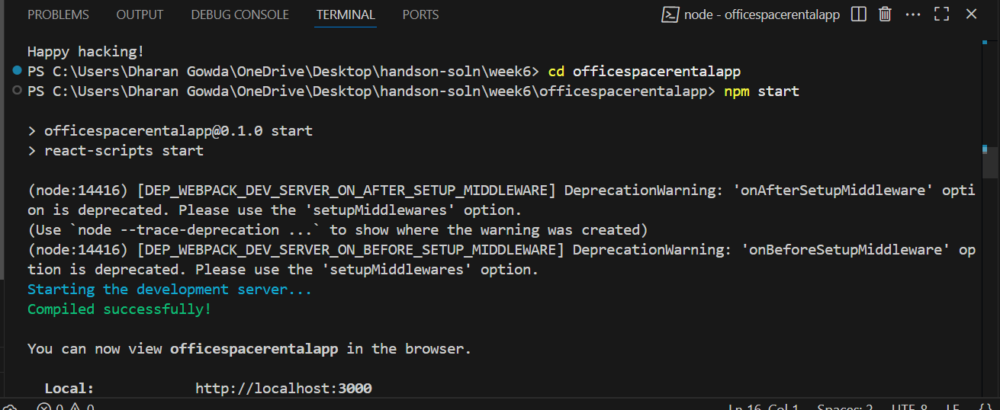 PROBLEMS OUTPUT DEBUG CONSOLE TERMINAL PORTS node - officespacerentalapp
Happy hacking!
PS C:\Users\Dharan Gowda\OneDrive\Desktop\handson-soln\week6> cd officespacerentalapp
PS C:\Users\Dharan Gowda\OneDrive\Desktop\handson-soln\week6\officespacerentalapp> npm start
> officespacerentalapp@0.1.0 start
> react-scripts start
(node:14416) [DEP_WEBPACK_DEV_SERVER_ON_AFTER_SETUP_MIDDLEWARE] DeprecationWarning: 'onAfterSetupMiddleware' opti
on is deprecated. Please use the 'setupMiddlewares' option.
(Use `node --trace-deprecation ...` to show where the warning was created)
(node:14416) [DEP_WEBPACK_DEV_SERVER_ON_BEFORE_SETUP_MIDDLEWARE] DeprecationWarning: 'onBeforeSetupMiddleware' op
tion is deprecated. Please use the 'setupMiddlewares' option.
Starting the development server...
Compiled successfully!
You can now view officespacerentalapp in the browser.
Local: http://localhost:3000
0 0 Ln 16, Col 1 Spaces: 2 UTF-8 LF {}